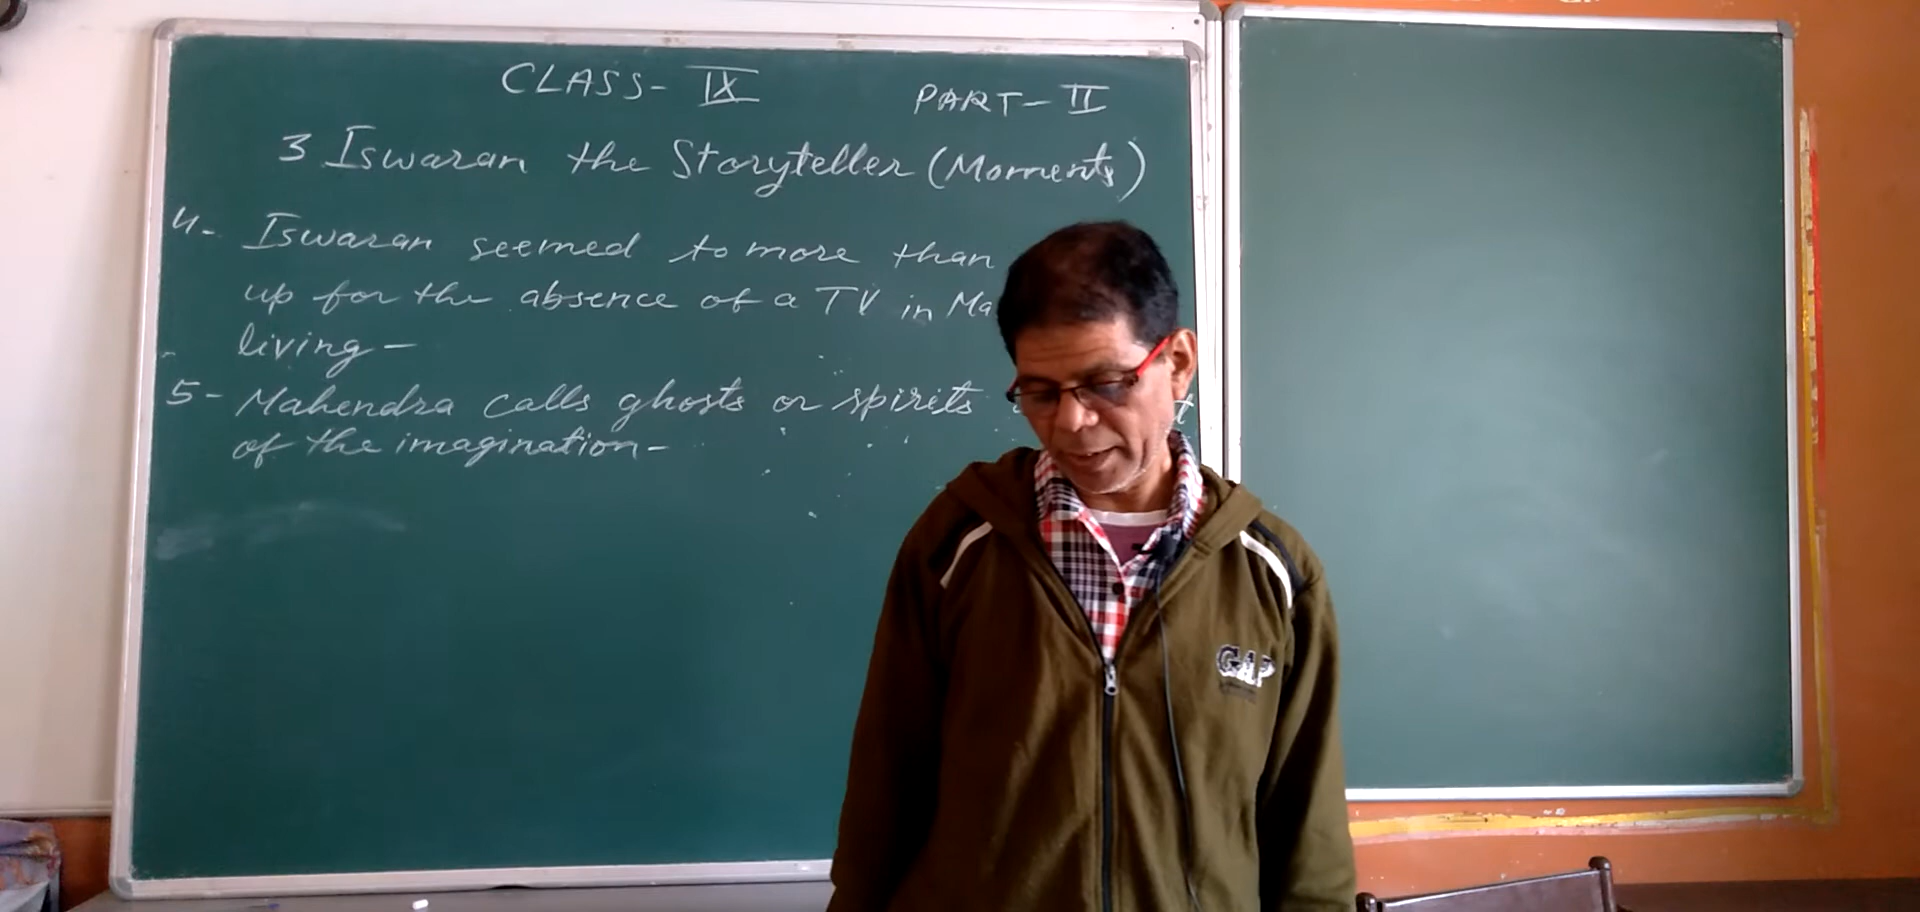 CLASS- IX
PART- II
3 Iswaran the Storyteller (Moments)
4- Iswaran seemed to more than
up for the absence of a TV in Ma
living -
5- Mahendra calls ghosts or spirits
of the imagination -
GAP